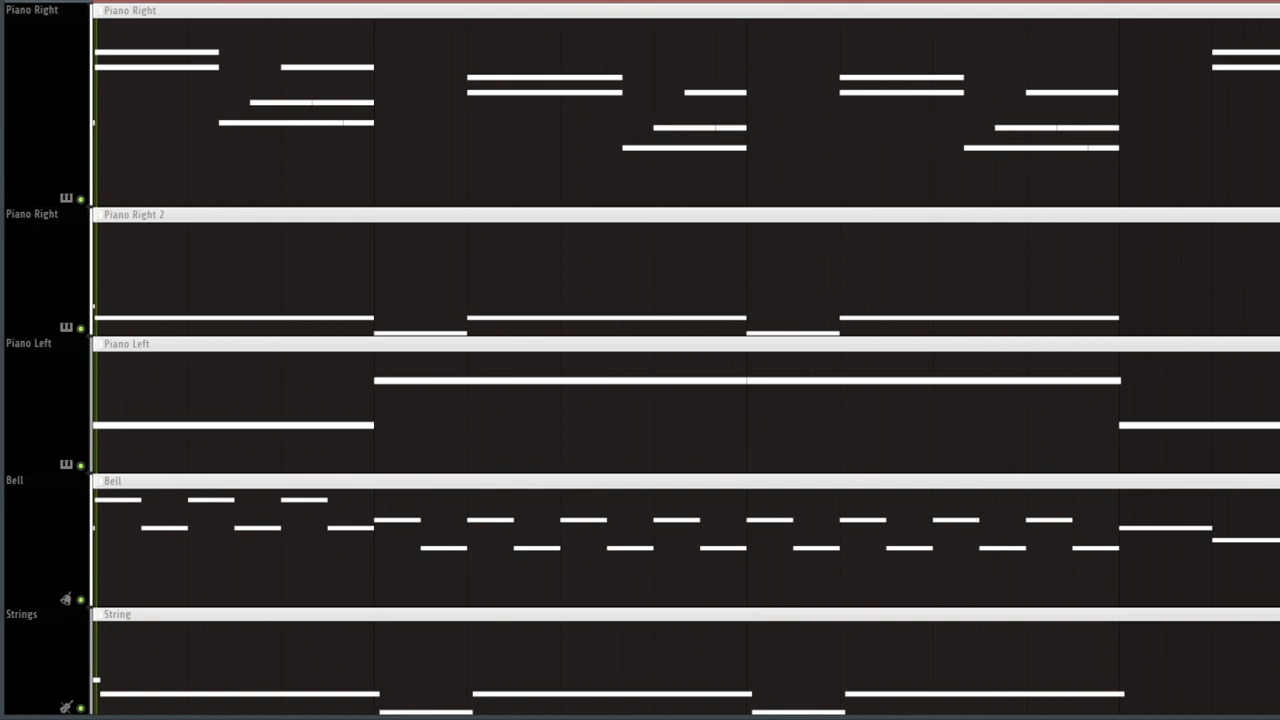 Piano Right
Piano Right
Piano Right
Piano Right 2
Piano Left
Piano Left
Bell
Bell
Strings
String